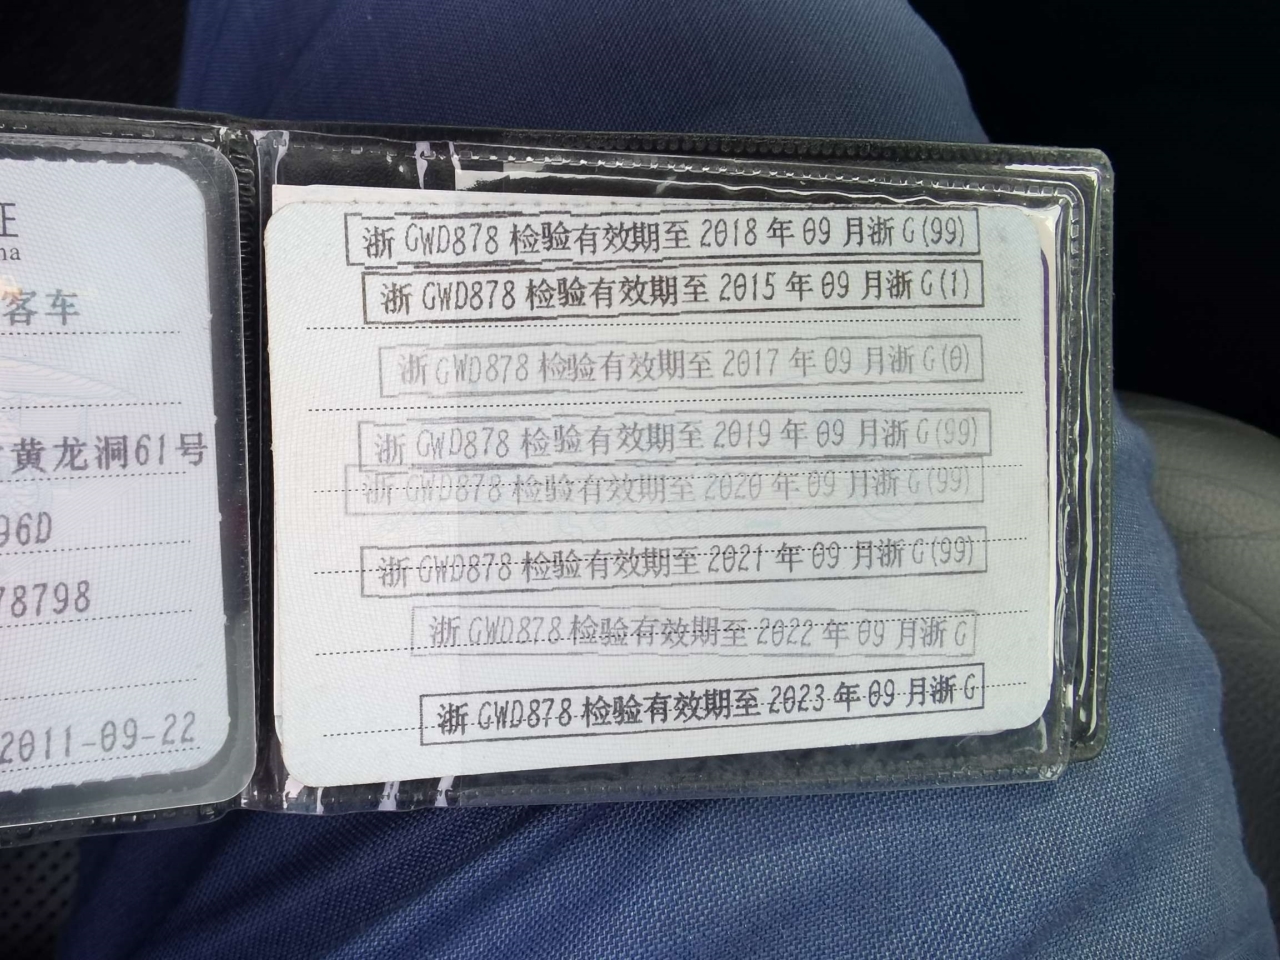 正
na
客车
黄龙洞61号
96D
78798
2011-09-22
浙 GWD878 检验有效期至 2018 年 09 月浙 G(99)
浙 GWD878 检验有效期至 2015 年 09 月浙 G(1)
浙 GWD878 检验有效期至 2017 年 09 月浙 G(0)
浙 GWD878 检验有效期至 2019 年 09 月浙 G(99)
浙 GWD878 检验有效期至 2020 年 09 月浙 G(99)
浙 GWD878 检验有效期至 2021 年 09 月浙 G(99)
浙 GWD878 检验有效期至 2022 年 09 月浙 G
浙 GWD878 检验有效期至 2023 年 09 月浙 G